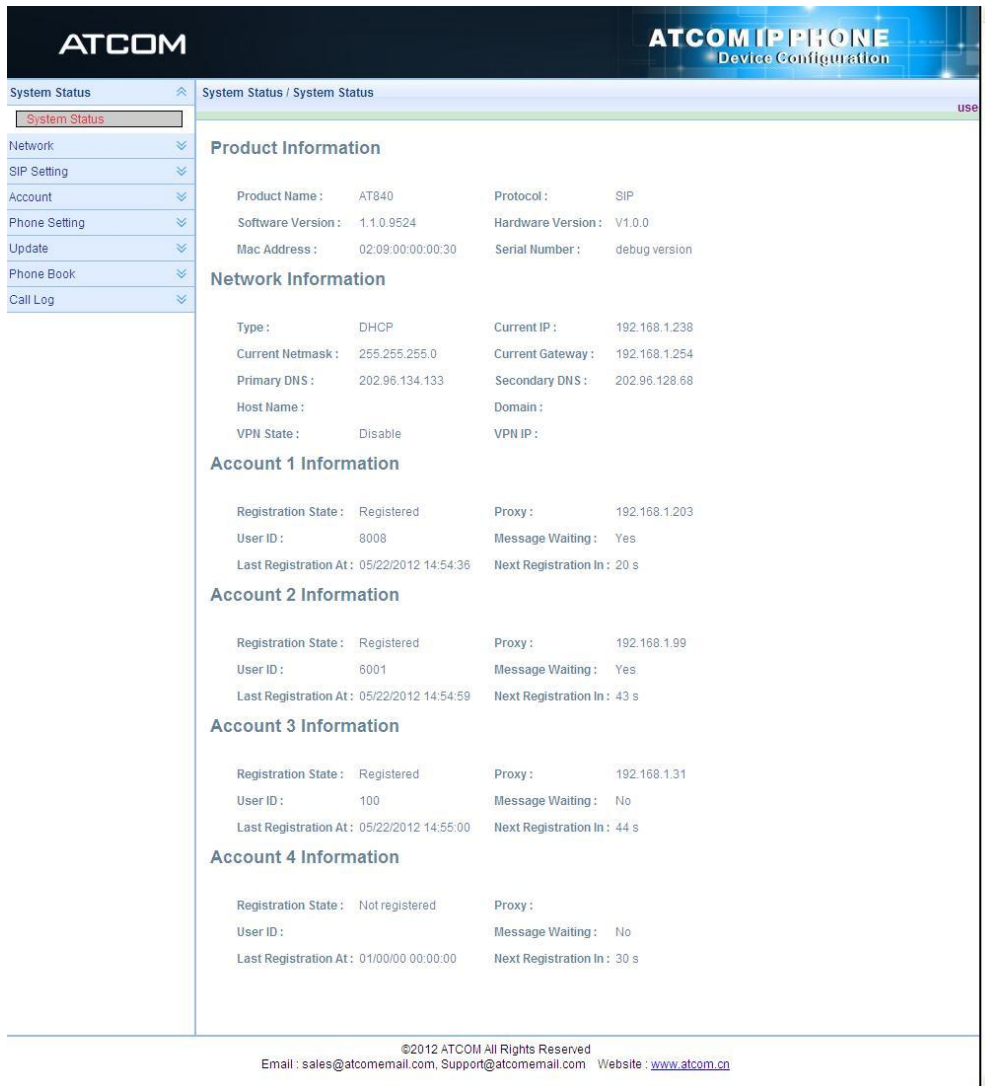 ATCOM
ATCOM IP PHONE
Device Configuration
System Status
System Status
Network
SIP Setting
Account
Phone Setting
Update
Phone Book
Call Log
System Status / System Status
use
Product Information
Product Name : AT840 Protocol : SIP
Software Version : 1.1.0.9524 Hardware Version : V1.0.0
Mac Address : 02:09:00:00:00:30 Serial Number : debug version
Network Information
Type : DHCP Current IP : 192.168.1.238
Current Netmask : 255.255.255.0 Current Gateway : 192.168.1.254
Primary DNS : 202.96.134.133 Secondary DNS : 202.96.128.68
Host Name : Domain :
VPN State : Disable VPN IP :
Account 1 Information
Registration State : Registered Proxy : 192.168.1.203
User ID : 8008 Message Waiting : Yes
Last Registration At : 05/22/2012 14:54:36 Next Registration In : 20 s
Account 2 Information
Registration State : Registered Proxy : 192.168.1.99
User ID : 6001 Message Waiting : Yes
Last Registration At : 05/22/2012 14:54:59 Next Registration In : 43 s
Account 3 Information
Registration State : Registered Proxy : 192.168.1.31
User ID : 100 Message Waiting : No
Last Registration At : 05/22/2012 14:55:00 Next Registration In : 44 s
Account 4 Information
Registration State : Not registered Proxy :
User ID : Message Waiting : No
Last Registration At : 01/00/00 00:00:00 Next Registration In : 30 s
©2012 ATCOM All Rights Reserved
Email : sales@atcomemail.com, Support@atcomemail.com Website : www.atcom.cn